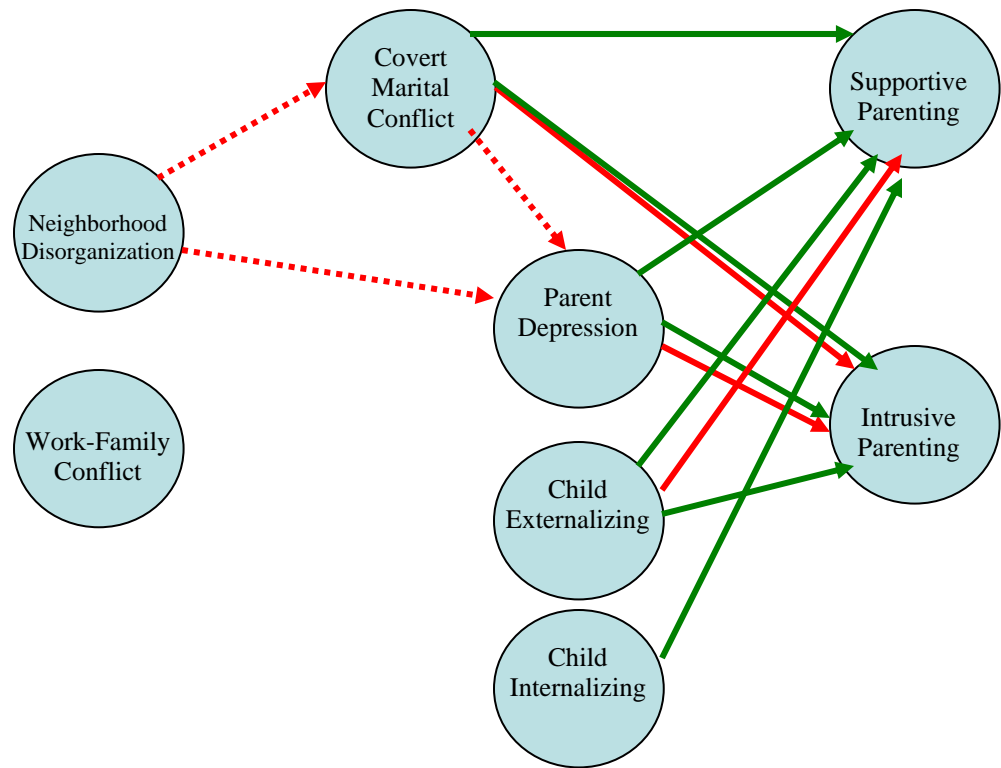 Covert
Marital
Conflict
Supportive
Parenting
Neighborhood
Disorganization
Parent
Depression
Work-Family
Conflict
Intrusive
Parenting
Child
Externalizing
Child
Internalizing